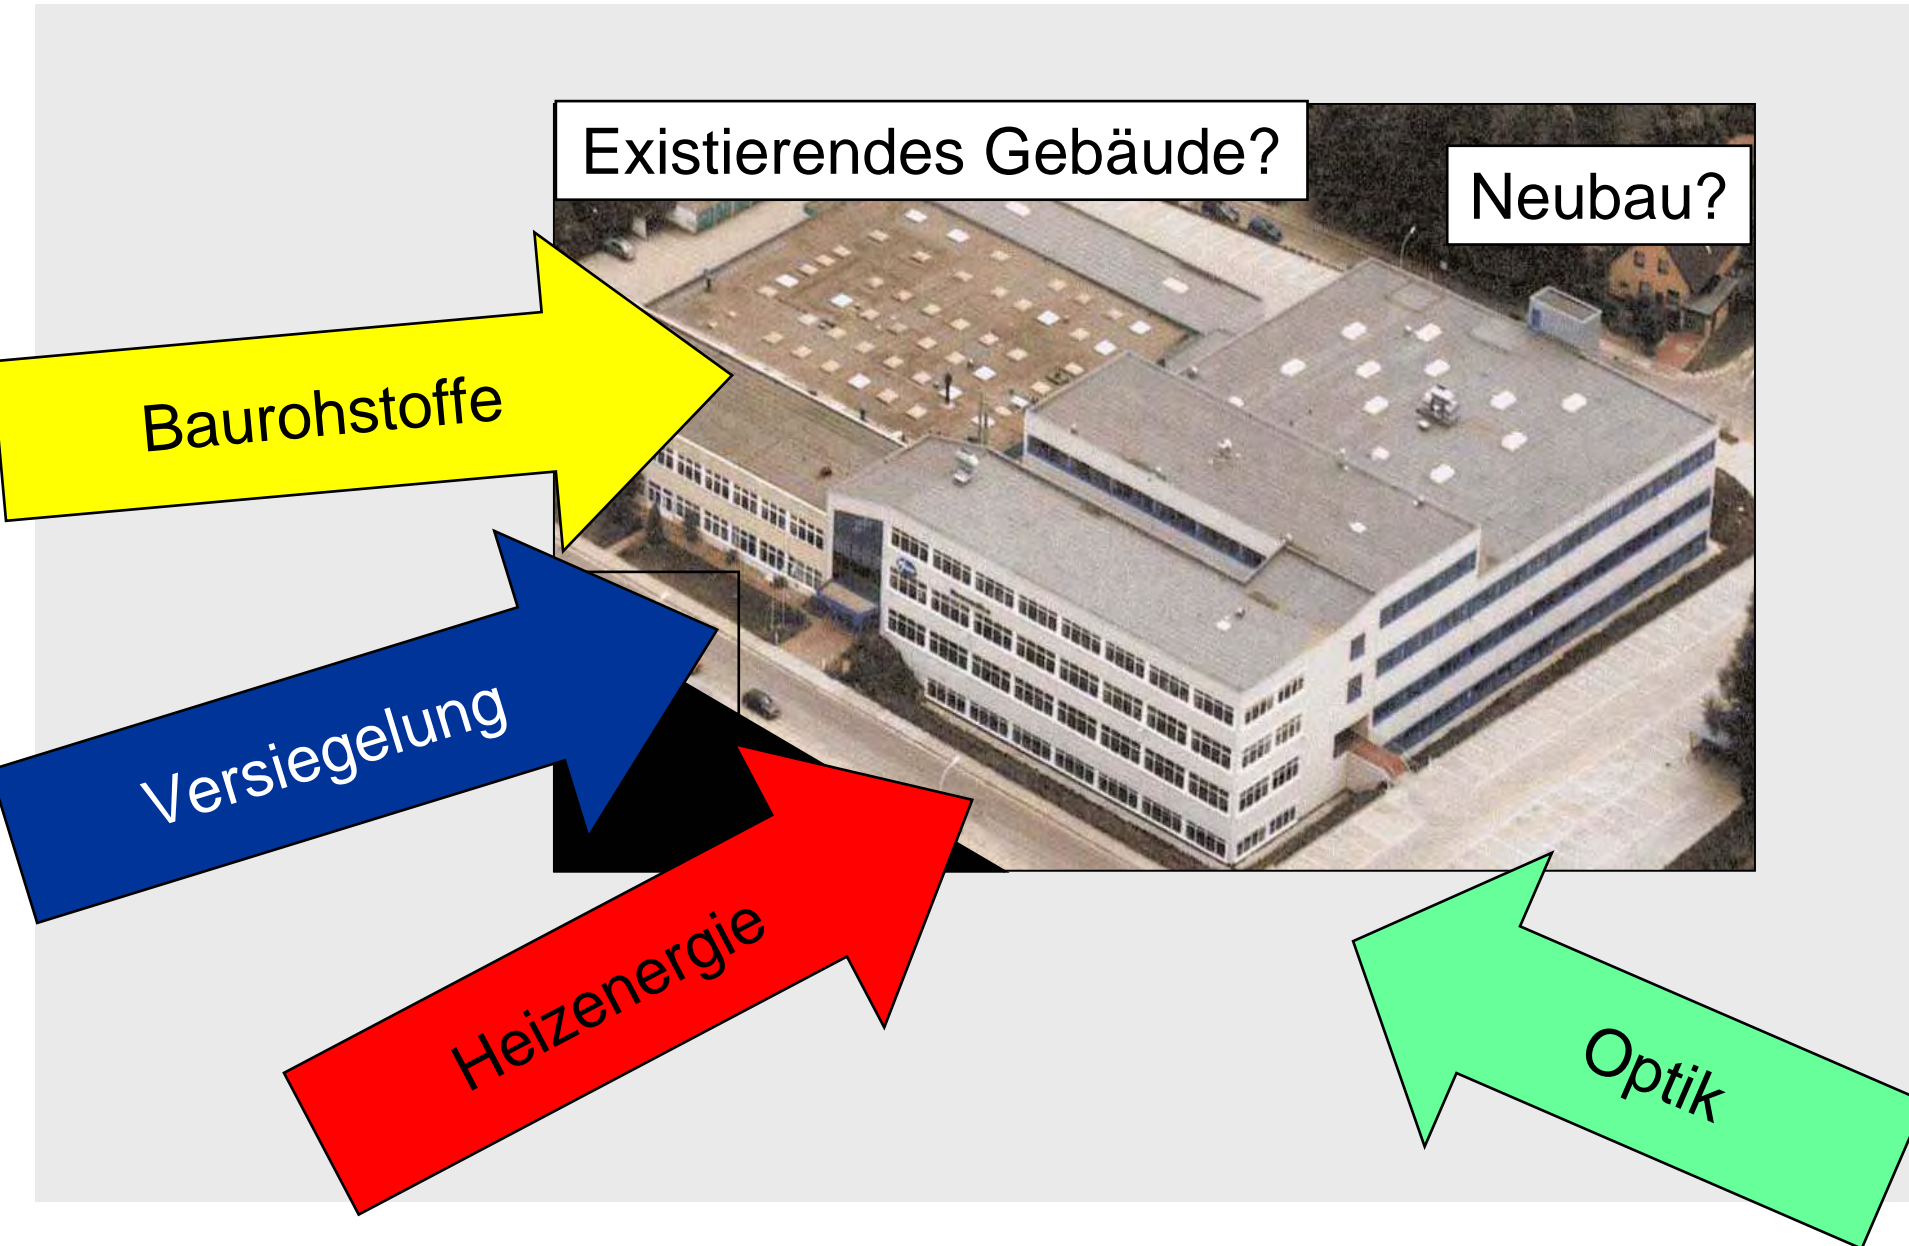 Existierendes Gebäude?
Neubau?
Baurohstoffe
Versiegelung
Heizenergie
Optik